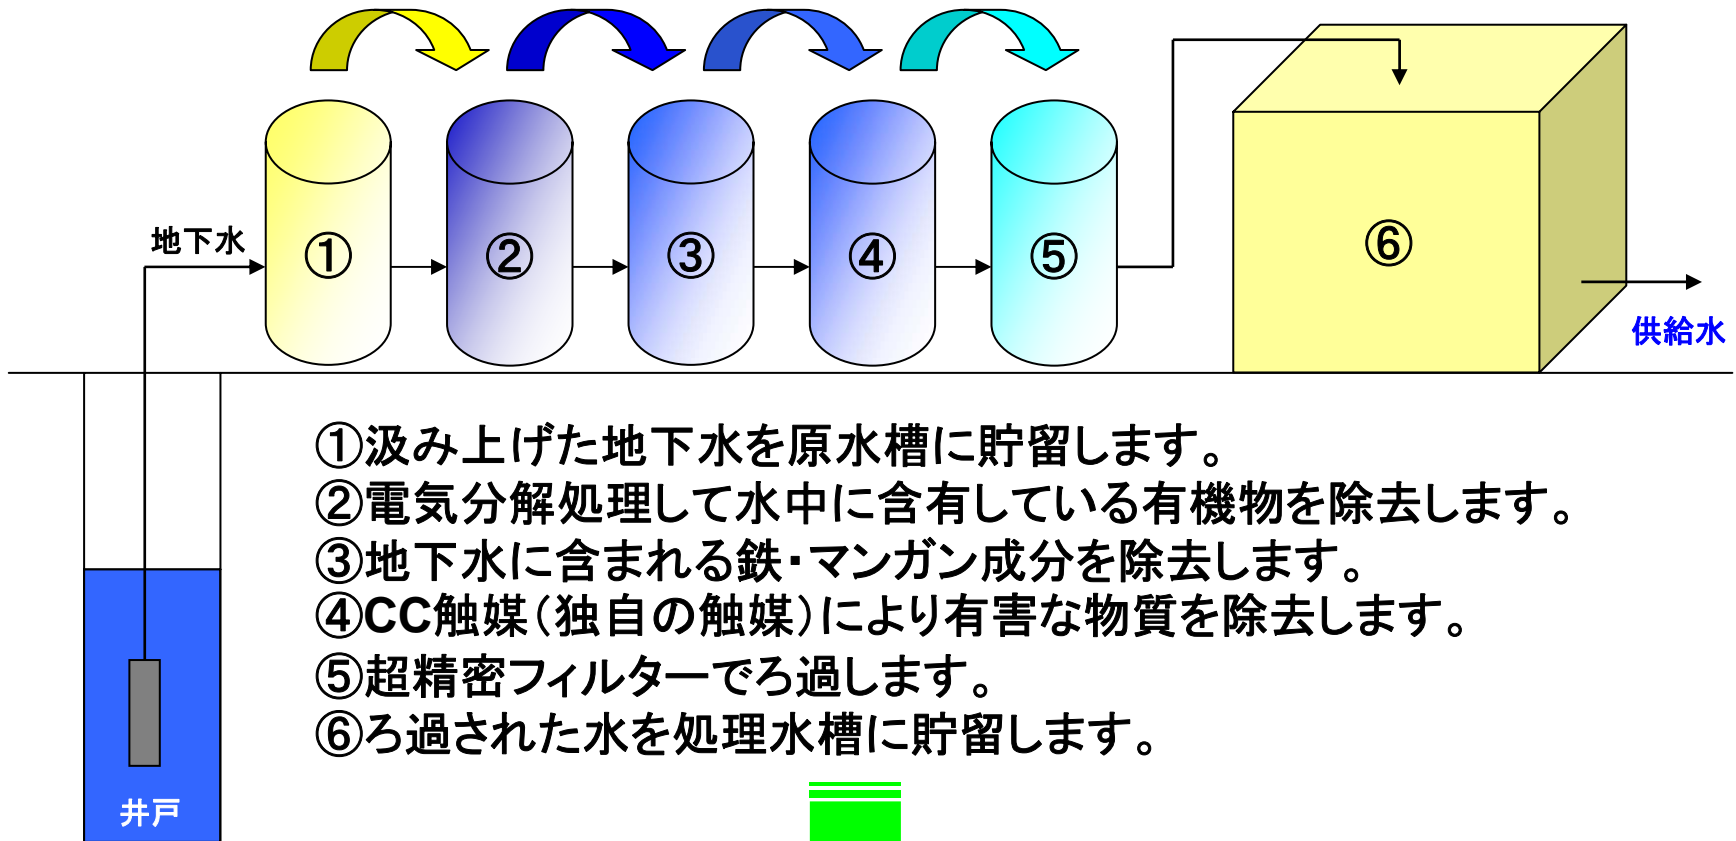 地下水
①
②
③
④
⑤
⑥
供給水
①汲み上げた地下水を原水槽に貯留します。
②電気分解処理して水中に含有している有機物を除去します。
③地下水に含まれる鉄・マンガン成分を除去します。
④CC触媒（独自の触媒）により有害な物質を除去します。
⑤超精密フィルターでろ過します。
⑥ろ過された水を処理水槽に貯留します。
井戸